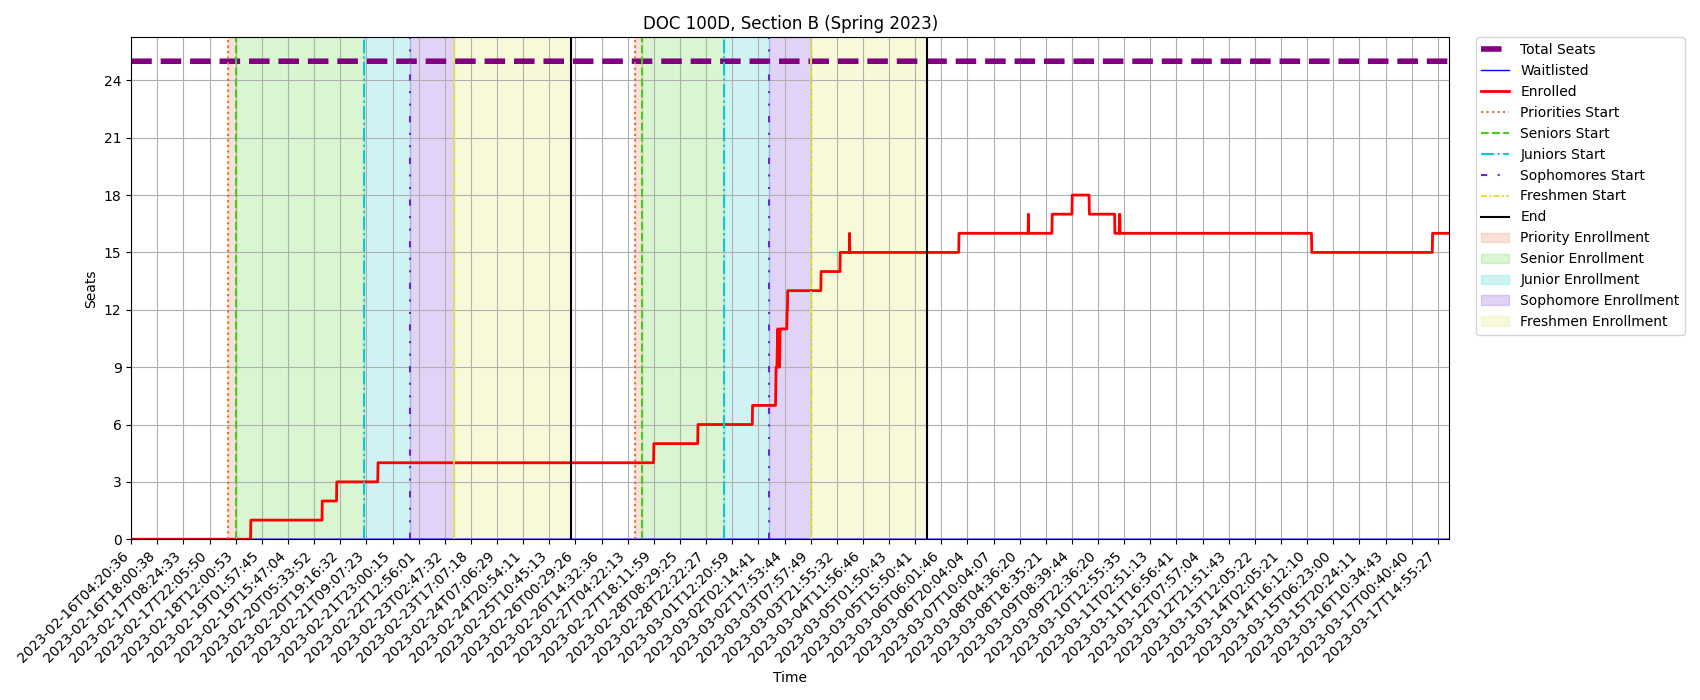 DOC 100D, Section B (Spring 2023)
Seats
24
21
18
15
12
9
6
3
0
2023-02-16T04:20:36
2023-02-16T18:00:38
2023-02-17T08:24:33
2023-02-17T22:05:50
2023-02-18T12:00:53
2023-02-19T01:57:45
2023-02-19T15:47:04
2023-02-20T05:33:52
2023-02-20T19:16:32
2023-02-21T09:07:23
2023-02-21T23:00:15
2023-02-22T12:56:01
2023-02-23T02:47:32
2023-02-23T17:07:18
2023-02-24T07:06:29
2023-02-24T20:54:11
2023-02-25T10:45:13
2023-02-26T00:29:26
2023-02-26T14:32:36
2023-02-27T04:22:13
2023-02-27T18:11:59
2023-02-28T08:29:25
2023-02-28T22:22:27
2023-03-01T12:20:59
2023-03-02T02:14:41
2023-03-02T17:53:44
2023-03-03T07:57:49
2023-03-03T21:55:32
2023-03-04T11:56:46
2023-03-05T01:50:43
2023-03-05T15:50:41
2023-03-06T06:01:46
2023-03-06T20:04:04
2023-03-07T10:04:07
2023-03-08T04:36:20
2023-03-08T18:35:21
2023-03-09T08:39:44
2023-03-09T22:36:20
2023-03-10T12:55:35
2023-03-11T02:51:13
2023-03-11T16:56:41
2023-03-12T07:57:04
2023-03-12T21:51:43
2023-03-13T12:05:22
2023-03-14T02:05:21
2023-03-14T16:12:10
2023-03-15T06:23:00
2023-03-15T20:24:11
2023-03-16T10:34:43
2023-03-17T00:40:40
2023-03-17T14:55:27
Time
Total Seats
Waitlisted
Enrolled
Priorities Start
Seniors Start
Juniors Start
Sophomores Start
Freshmen Start
End
Priority Enrollment
Senior Enrollment
Junior Enrollment
Sophomore Enrollment
Freshmen Enrollment